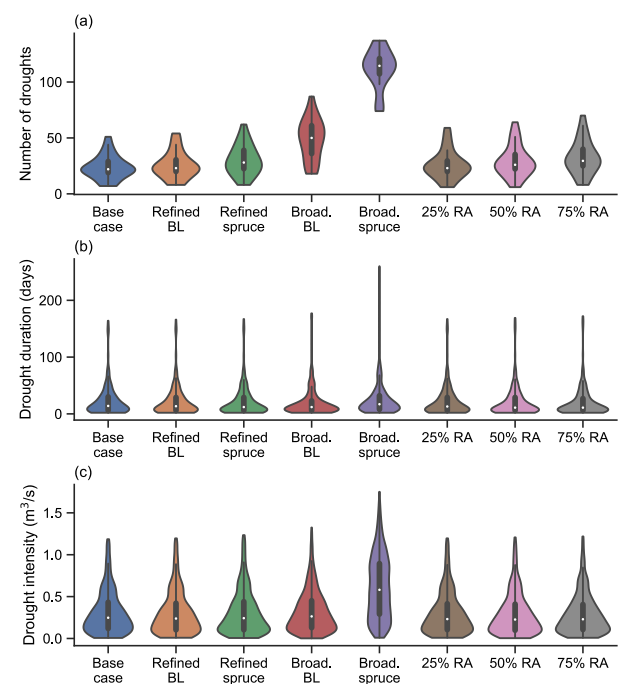 (a)
Number of droughts
100
50
0
Base case
Refined BL
Refined spruce
Broad. BL
Broad. spruce
25% RA
50% RA
75% RA
(b)
Drought duration (days)
200
100
0
Base case
Refined BL
Refined spruce
Broad. BL
Broad. spruce
25% RA
50% RA
75% RA
(c)
Drought intensity (m³/s)
1.5
1.0
0.5
0.0
Base case
Refined BL
Refined spruce
Broad. BL
Broad. spruce
25% RA
50% RA
75% RA